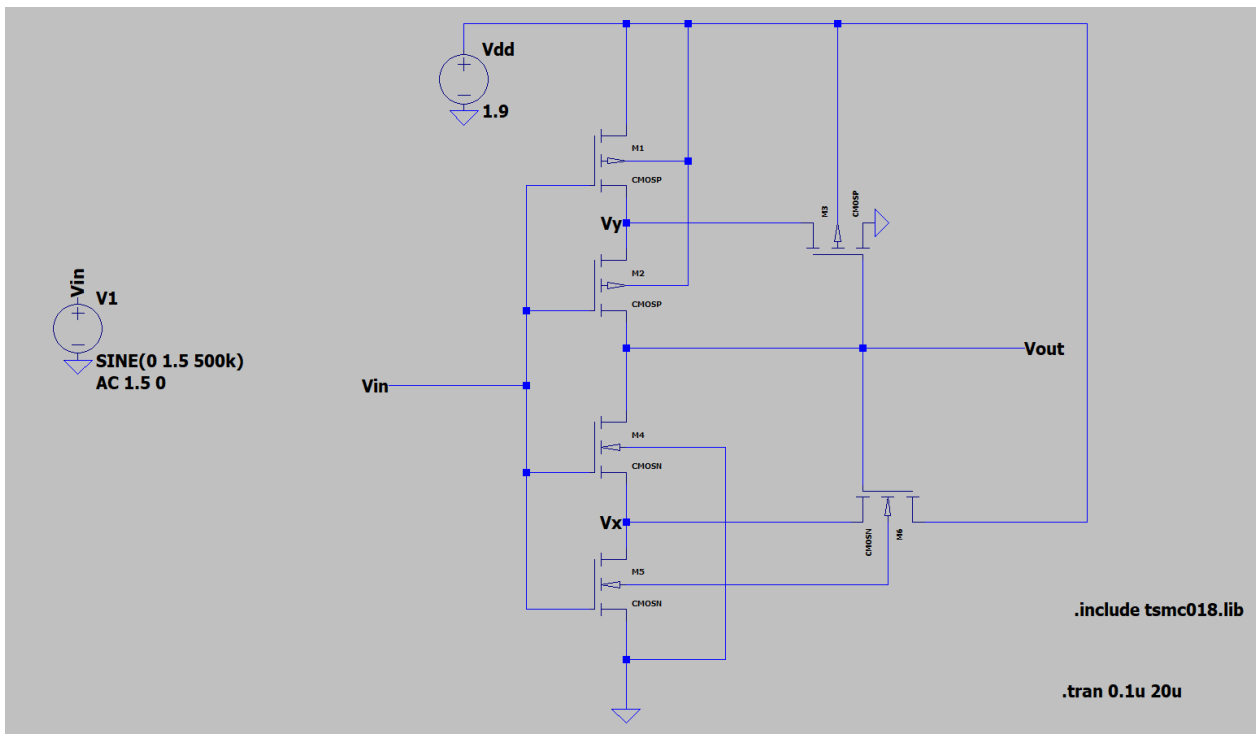 Vdd
1.9
M1
CMOSP
Vy
M3
CMOSP
M2
CMOSP
Vin
V1
SINE(0 1.5 500k)
AC 1.5 0
Vin
Vout
M4
CMOSN
Vx
CMOSN
M6
M5
CMOSN
.include tsmc018.lib
.tran 0.1u 20u